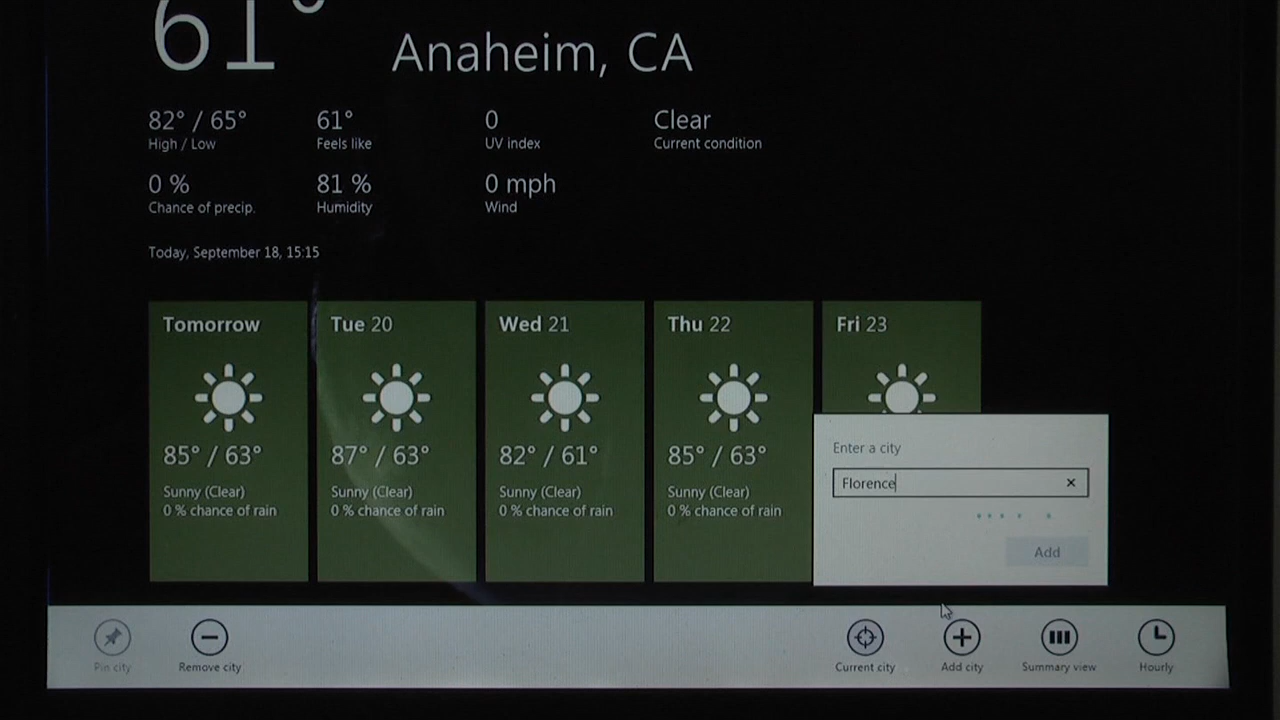 61°
Anaheim, CA
82° / 65°
High / Low
61°
Feels like
0
UV index
Clear
Current condition
0 %
Chance of precip.
81 %
Humidity
0 mph
Wind
Today, September 18, 15:15
Tomorrow
85° / 63°
Sunny (Clear)
0 % chance of rain
Tue 20
87° / 63°
Sunny (Clear)
0 % chance of rain
Wed 21
82° / 61°
Sunny (Clear)
0 % chance of rain
Thu 22
85° / 63°
Sunny (Clear)
0 % chance of rain
Fri 23
Enter a city
Florence
Add
Pin city
Remove city
Current city
Add city
Summary view
Hourly